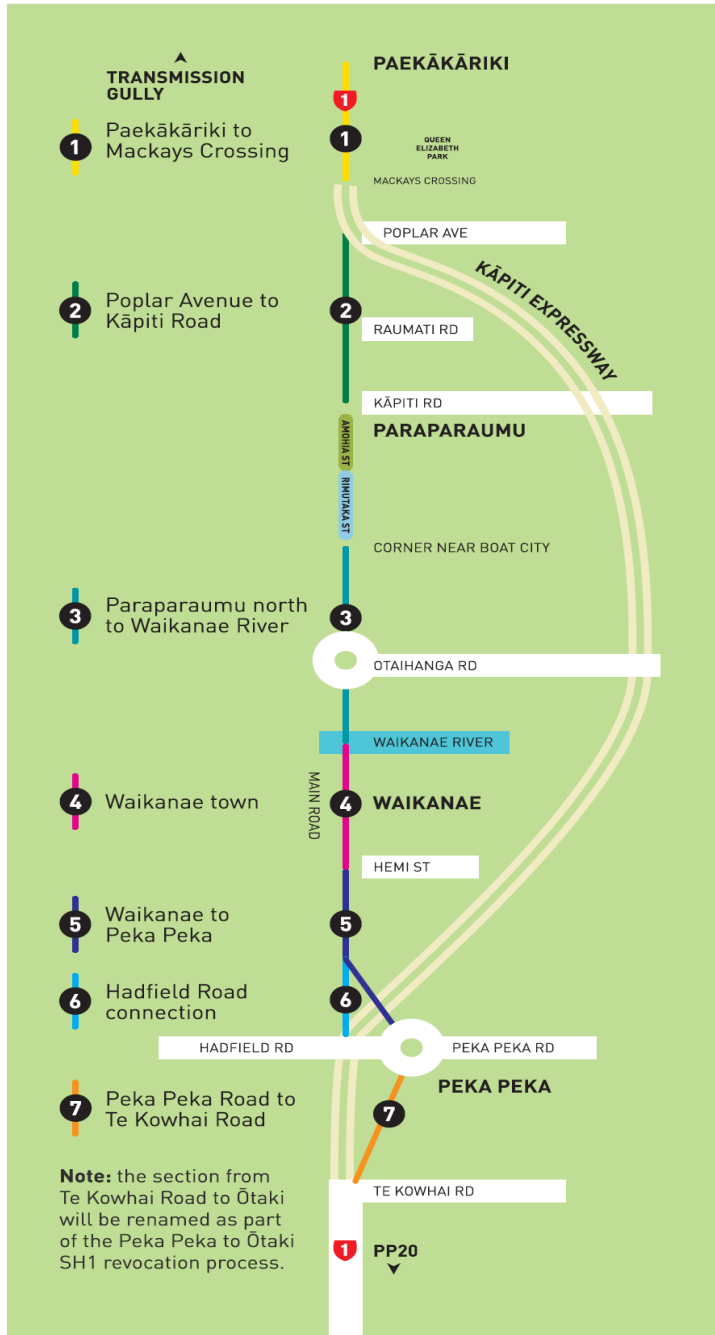 TRANSMISSION
GULLY
PAEKĀKĀRIKI
1
1
Paekākāriki to
Mackays Crossing
1
QUEEN
ELIZABETH
PARK
MACKAYS CROSSING
POPLAR AVE
KĀPITI EXPRESSWAY
2
Poplar Avenue to
Kāpiti Road
2
RAUMATI RD
KĀPITI RD
AMOHIA ST
PARAPARAUMU
RIMUTAKA ST
CORNER NEAR BOAT CITY
3
Paraparaumu north
to Waikanae River
3
OTAIHANGA RD
WAIKANAE RIVER
MAIN ROAD
4
Waikanae town
4
WAIKANAE
HEMI ST
5
Waikanae to
Peka Peka
5
6
Hadfield Road
connection
6
HADFIELD RD
PEKA PEKA RD
PEKA PEKA
7
Peka Peka Road to
Te Kowhai Road
7
Note: the section from
Te Kowhai Road to Ōtaki
will be renamed as part
of the Peka Peka to Ōtaki
SH1 revocation process.
TE KOWHAI RD
1
PP20